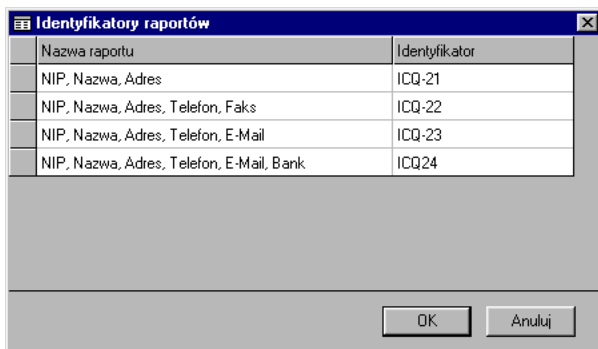 Identyfikatory raportów
Nazwa raportu Identyfikator
NIP, Nazwa, Adres ICQ-21
NIP, Nazwa, Adres, Telefon, Faks ICQ-22
NIP, Nazwa, Adres, Telefon, E-Mail ICQ-23
NIP, Nazwa, Adres, Telefon, E-Mail, Bank ICQ24
OK Anuluj